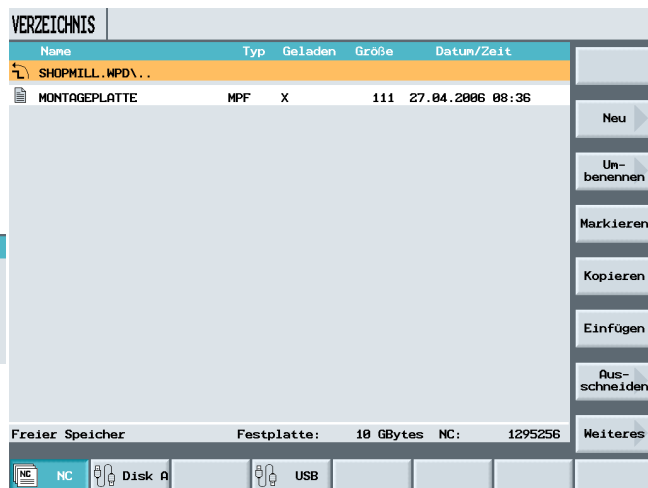 VERZEICHNIS
Name Typ Geladen Größe Datum/Zeit
SHOPMILL.WPD\..
MONTAGEPLATTE MPF X 111 27.04.2006 08:36
Neu
Um-
benennen
Markieren
Kopieren
Einfügen
Aus-
schneiden
Weiteres
Freier Speicher Festplatte: 10 GBytes NC: 1295256
NC NC Disk A USB